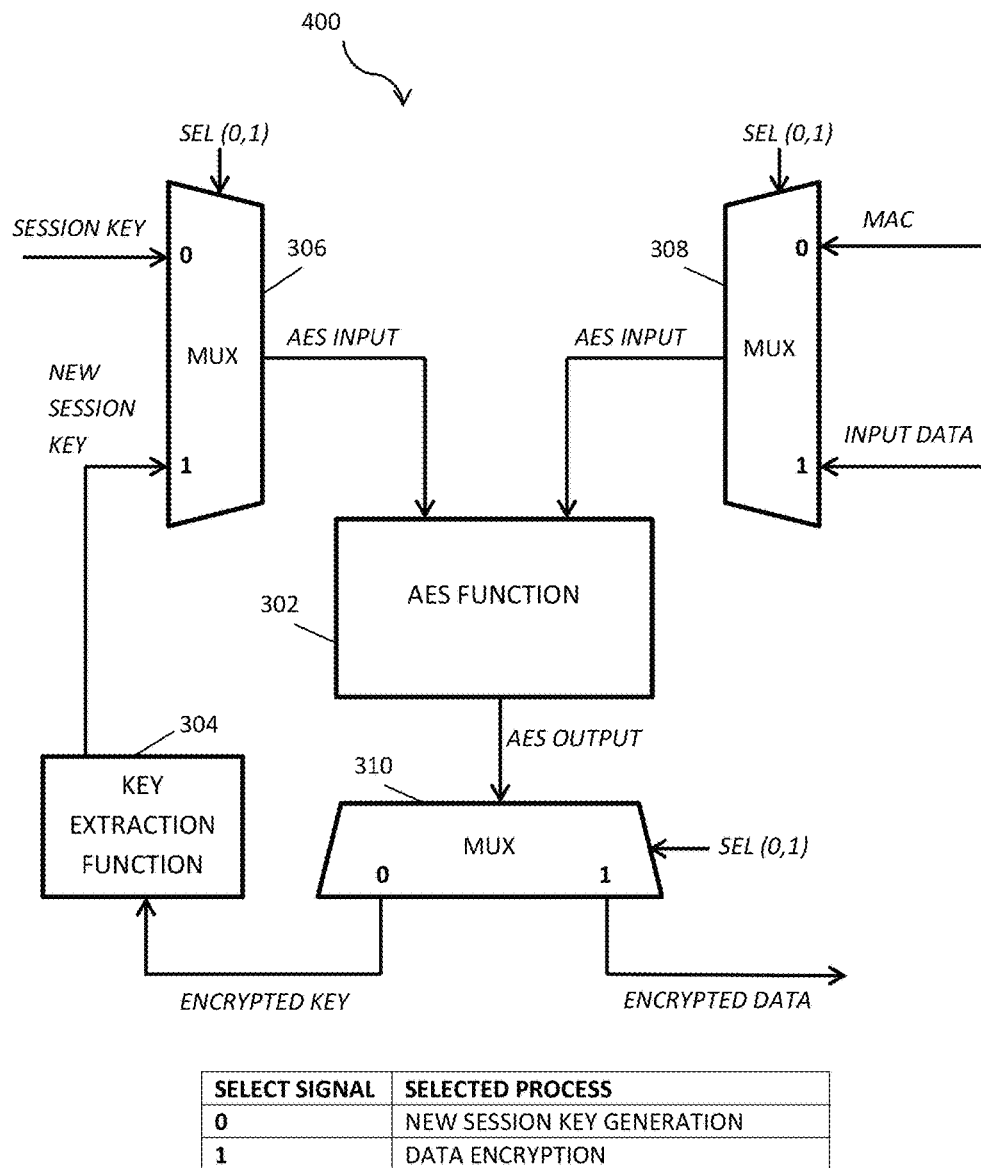 400
SEL (0,1)
SEL (0,1)
SESSION KEY
MAC
0
0
306
308
AES INPUT
AES INPUT
MUX
MUX
NEW
SESSION
KEY
INPUT DATA
1
1
AES FUNCTION
302
304
AES OUTPUT
310
KEY
EXTRACTION
FUNCTION
MUX
SEL (0,1)
0
1
ENCRYPTED KEY
ENCRYPTED DATA
SELECT SIGNAL SELECTED PROCESS
0 NEW SESSION KEY GENERATION
1 DATA ENCRYPTION